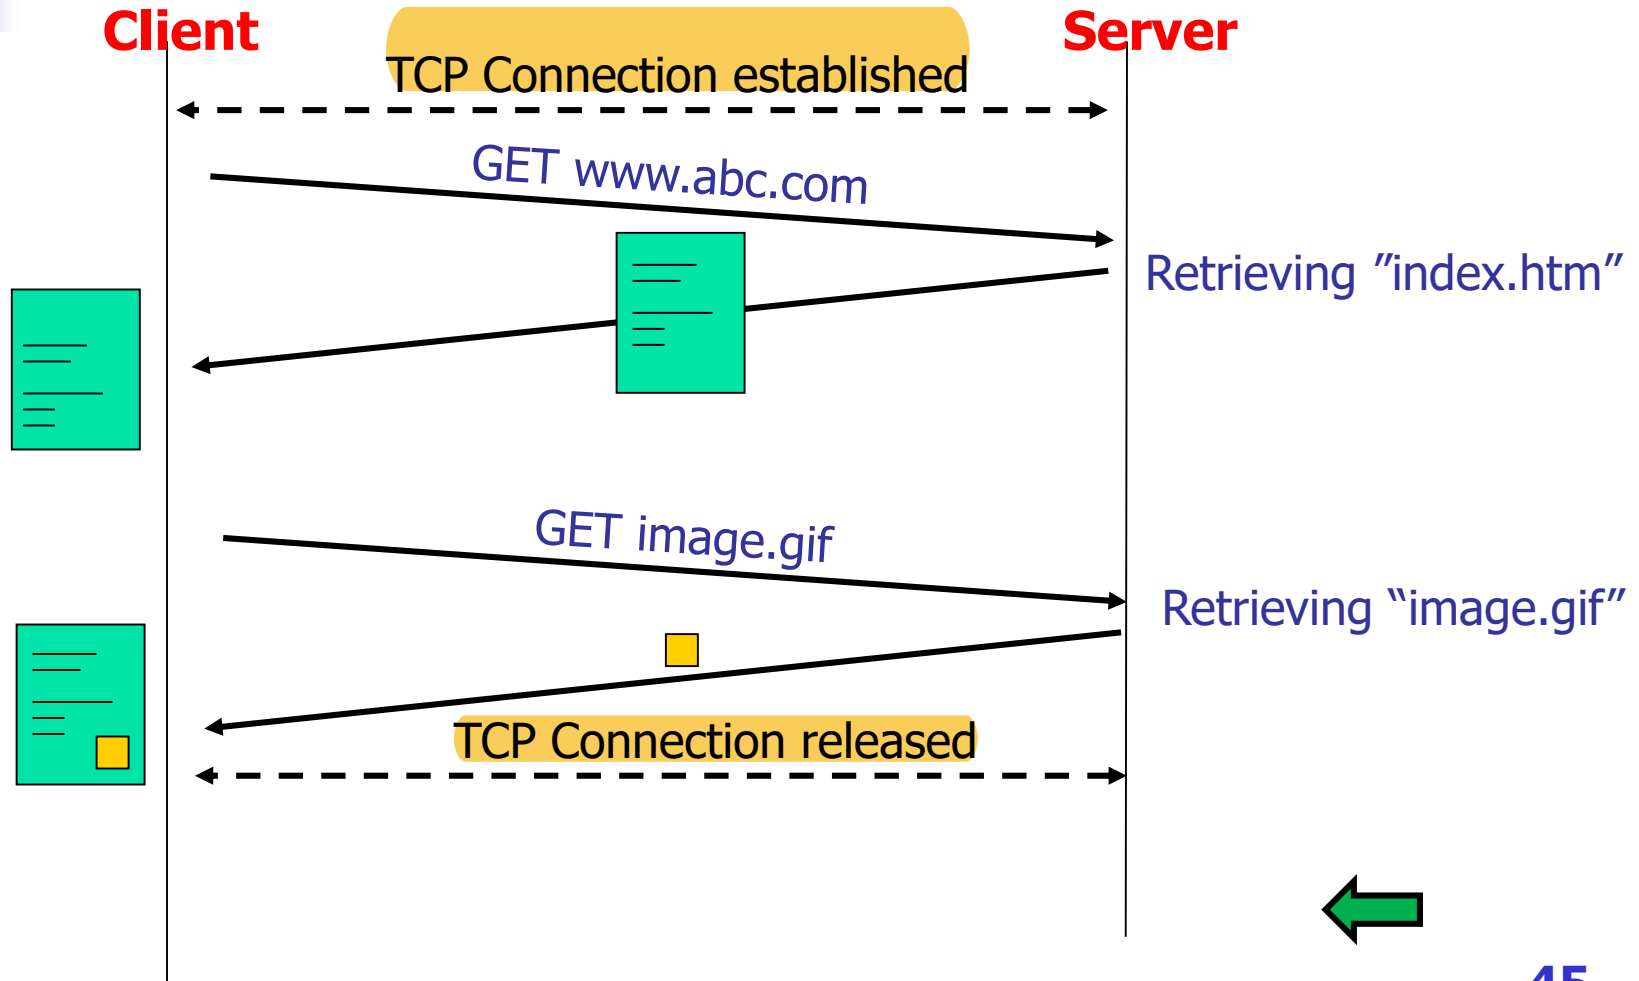 Client
Server
TCP Connection established
GET www.abc.com
Retrieving ”index.htm”
GET image.gif
Retrieving “image.gif”
TCP Connection released
45